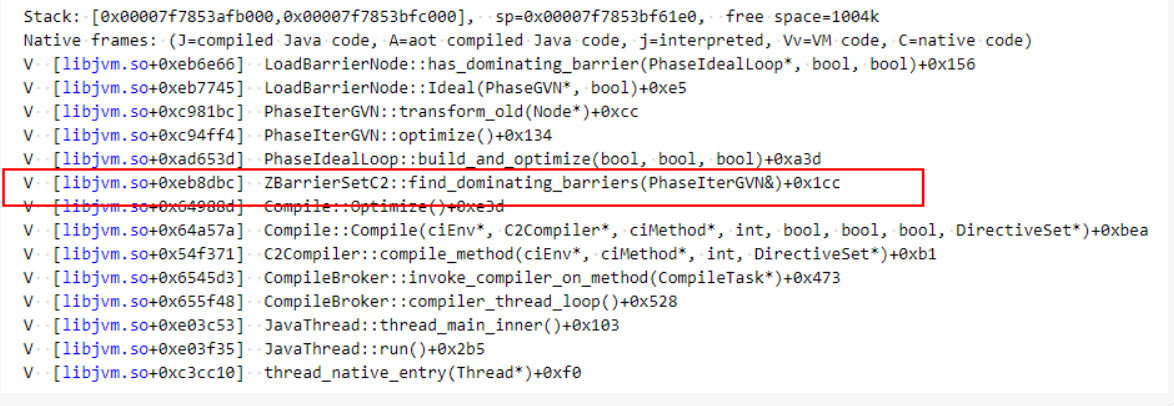 Stack: [0x00007f7853afb000,0x00007f7853bfc000], sp=0x00007f7853bf61e0, free space=1004k
Native frames: (J=compiled Java code, A=aot compiled Java code, j=interpreted, Vv=VM code, C=native code)
V [libjvm.so+0xeb6e66] LoadBarrierNode::has_dominating_barrier(PhaseIdealLoop*, bool, bool)+0x156
V [libjvm.so+0xeb7745] LoadBarrierNode::Ideal(PhaseGVN*, bool)+0xe5
V [libjvm.so+0xc981bc] PhaseIterGVN::transform_old(Node*)+0xcc
V [libjvm.so+0xc94ff4] PhaseIterGVN::optimize()+0x134
V [libjvm.so+0xad653d] PhaseIdealLoop::build_and_optimize(bool, bool, bool)+0xa3d
V [libjvm.so+0xeb8dbc] ZBarrierSetC2::find_dominating_barriers(PhaseIterGVN&)+0x1cc
V [libjvm.so+0x64988d] Compile::Optimize()+0xe3d
V [libjvm.so+0x64a57a] Compile::Compile(ciEnv*, C2Compiler*, ciMethod*, int, bool, bool, bool, DirectiveSet*)+0xbea
V [libjvm.so+0x54f371] C2Compiler::compile_method(ciEnv*, ciMethod*, int, DirectiveSet*)+0xb1
V [libjvm.so+0x6545d3] CompileBroker::invoke_compiler_on_method(CompileTask*)+0x473
V [libjvm.so+0x655f48] CompileBroker::compiler_thread_loop()+0x528
V [libjvm.so+0xe03c53] JavaThread::thread_main_inner()+0x103
V [libjvm.so+0xe03f35] JavaThread::run()+0x2b5
V [libjvm.so+0xc3cc10] thread_native_entry(Thread*)+0xf0